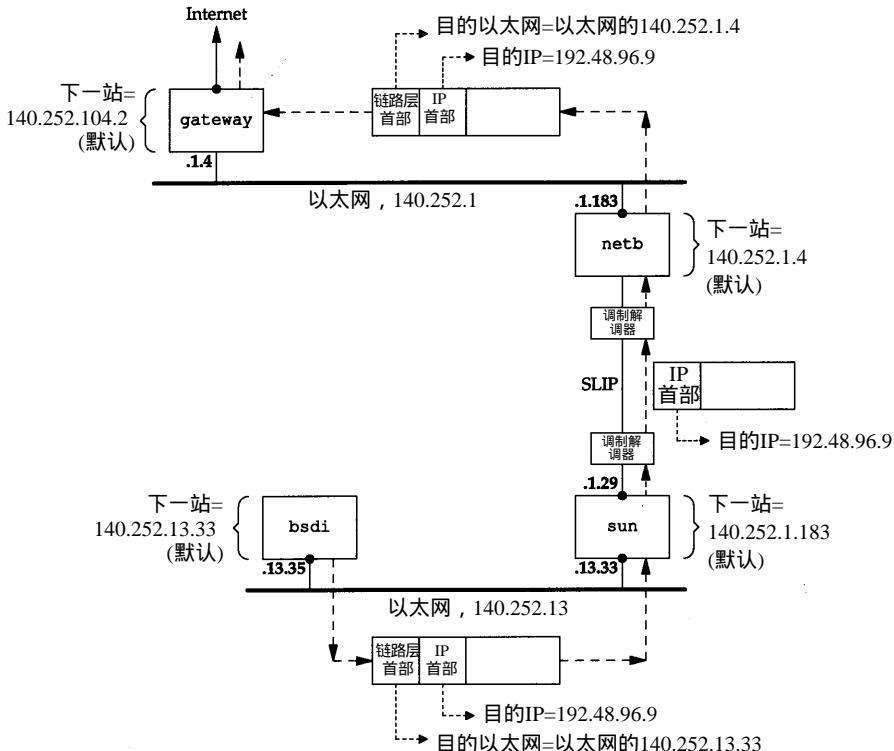 Internet
目的以太网=以太网的140.252.1.4
目的IP=192.48.96.9
下一站=
140.252.104.2
(默认)
gateway
链路层
首部
IP
首部
.1.4
以太网，140.252.1
.1.183
netb
下一站=
140.252.1.4
(默认)
调制解
调器
SLIP
IP
首部
目的IP=192.48.96.9
调制解
调器
.1.29
下一站=
140.252.13.33
(默认)
bsdi
sun
下一站=
140.252.1.183
(默认)
.13.35
.13.33
以太网，140.252.13
链路层
首部
IP
首部
目的IP=192.48.96.9
目的以太网=以太网的140.252.13.33